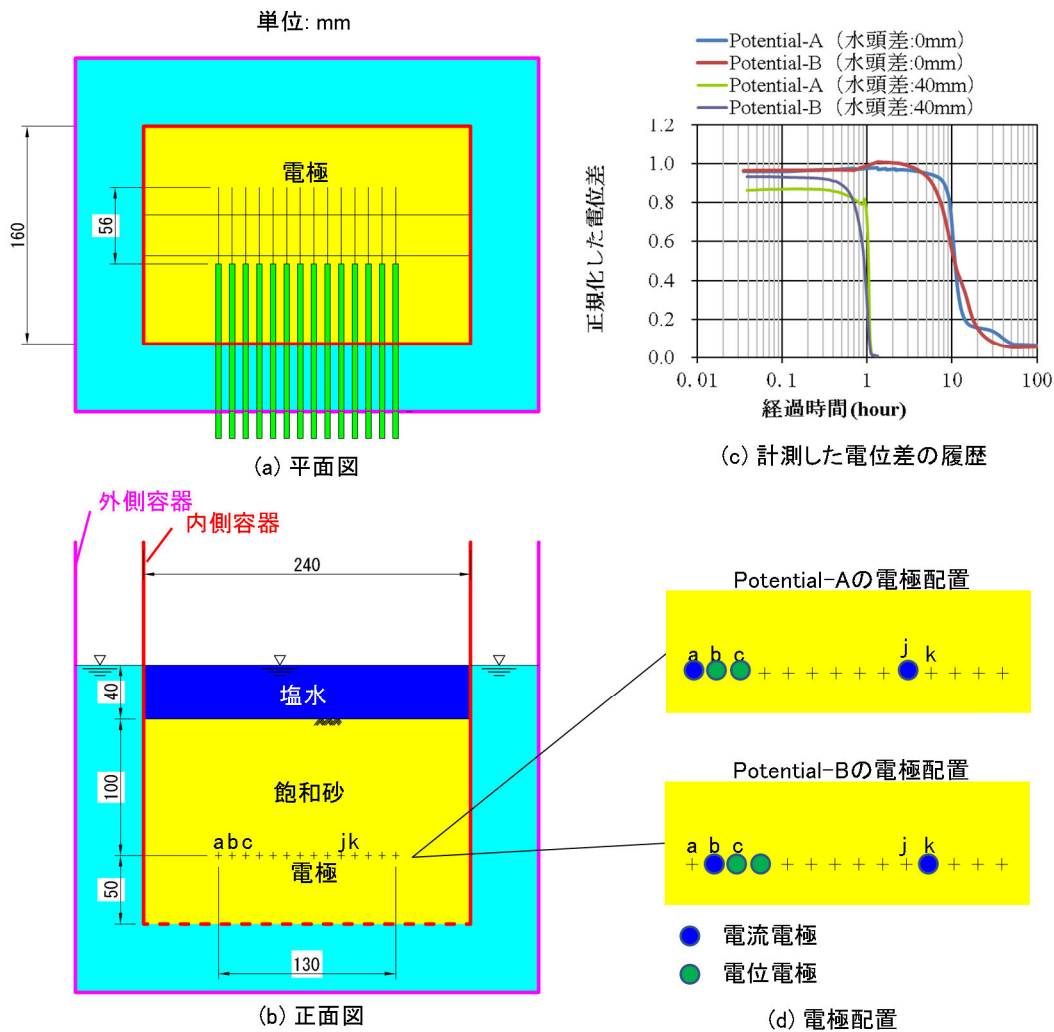 単位: mm
160
56
電極
(a) 平面図
Potential-A（水頭差:0mm）
Potential-B（水頭差:0mm）
Potential-A（水頭差:40mm）
Potential-B（水頭差:40mm）
正規化した電位差
1.2
1.0
0.8
0.6
0.4
0.2
0.0
0.01
0.1
1
10
100
経過時間(hour)
(c) 計測した電位差の履歴
外側容器
内側容器
240
40
塩水
100
飽和砂
abc
jk
電極
50
130
(b) 正面図
Potential-Aの電極配置
a b c
j k
Potential-Bの電極配置
a b c
j k
電流電極
電位電極
(d) 電極配置